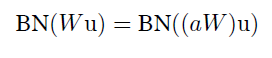 BN(Wu) = BN((aW)u)